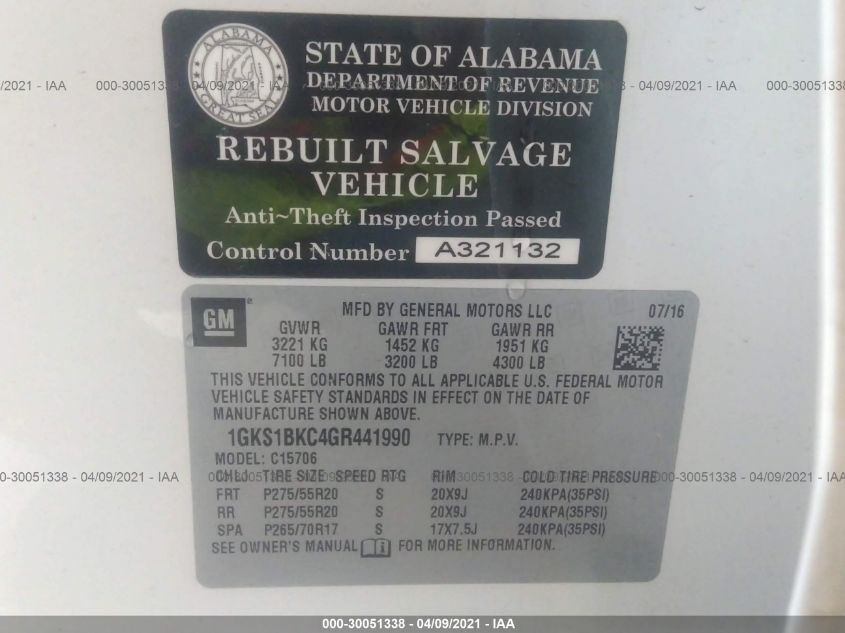 STATE OF ALABAMA
DEPARTMENT OF REVENUE
MOTOR VEHICLE DIVISION
ALABAMA
GREAT SEAL
REBUILT SALVAGE
VEHICLE
Anti~Theft Inspection Passed
Control Number A321132
GM
MFD BY GENERAL MOTORS LLC 07/16
GVWR GAWR FRT GAWR RR
3221 KG 1452 KG 1951 KG
7100 LB 3200 LB 4300 LB
THIS VEHICLE CONFORMS TO ALL APPLICABLE U.S. FEDERAL MOTOR
VEHICLE SAFETY STANDARDS IN EFFECT ON THE DATE OF
MANUFACTURE SHOWN ABOVE.
1GKS1BKC4GR441990 TYPE: M.P.V.
MODEL: C15706
TIRE SIZE SPEED RTG RIM COLD TIRE PRESSURE
FRT P275/55R20 S 20X9J 240KPA(35PSI)
RR P275/55R20 S 20X9J 240KPA(35PSI)
SPA P265/70R17 S 17X7.5J 240KPA(35PSI)
SEE OWNER'S MANUAL FOR MORE INFORMATION.
000-30051338 - 04/09/2021 - IAA